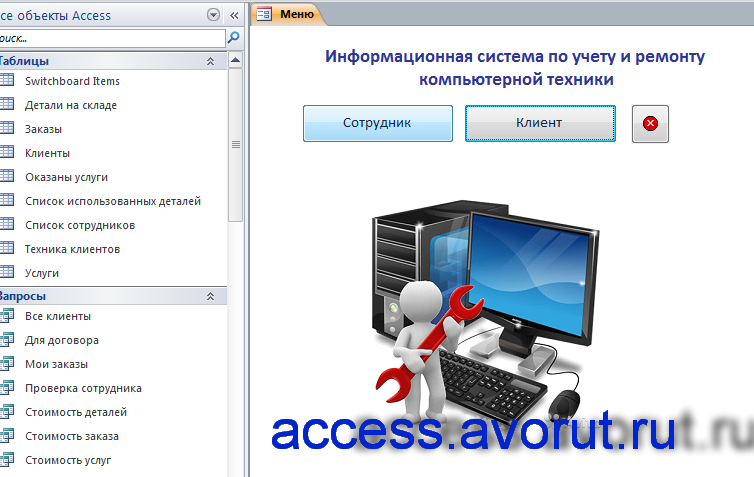 се объекты Access
оиск...
Таблицы
Switchboard Items
Детали на складе
Заказы
Клиенты
Оказаны услуги
Список использованных деталей
Список сотрудников
Техника клиентов
Услуги
Запросы
Все клиенты
Для договора
Мои заказы
Проверка сотрудника
Стоимость деталей
Стоимость заказа
Стоимость услуг
Меню
Информационная система по учету и ремонту
компьютерной техники
Сотрудник
Клиент
access.avorut.ru